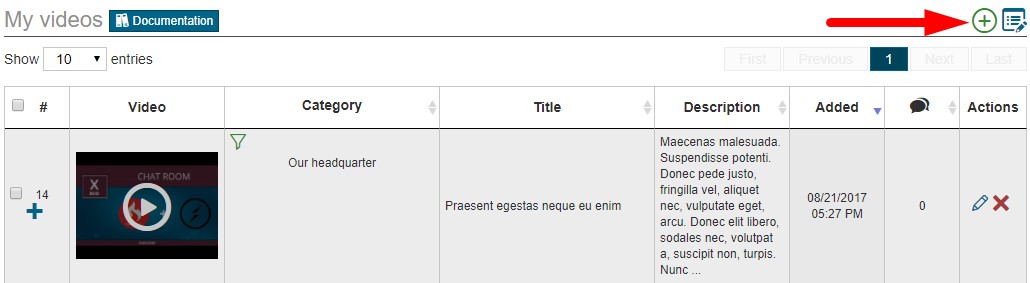 My videos Documentation
Show 10 entries
First Previous 1 Next Last
# Video Category Title Description Added Actions
Our headquarter
CHAT ROOM
X
14
Praesent egestas neque eu enim
Maecenas malesuada.
Suspendisse potenti.
Donec pede justo,
fringilla vel, aliquet
nec, vulputate eget,
arcu. Donec elit libero,
sodales nec, volutpat
a, suscipit non, turpis.
Nunc ...
08/21/2017
05:27 PM
0